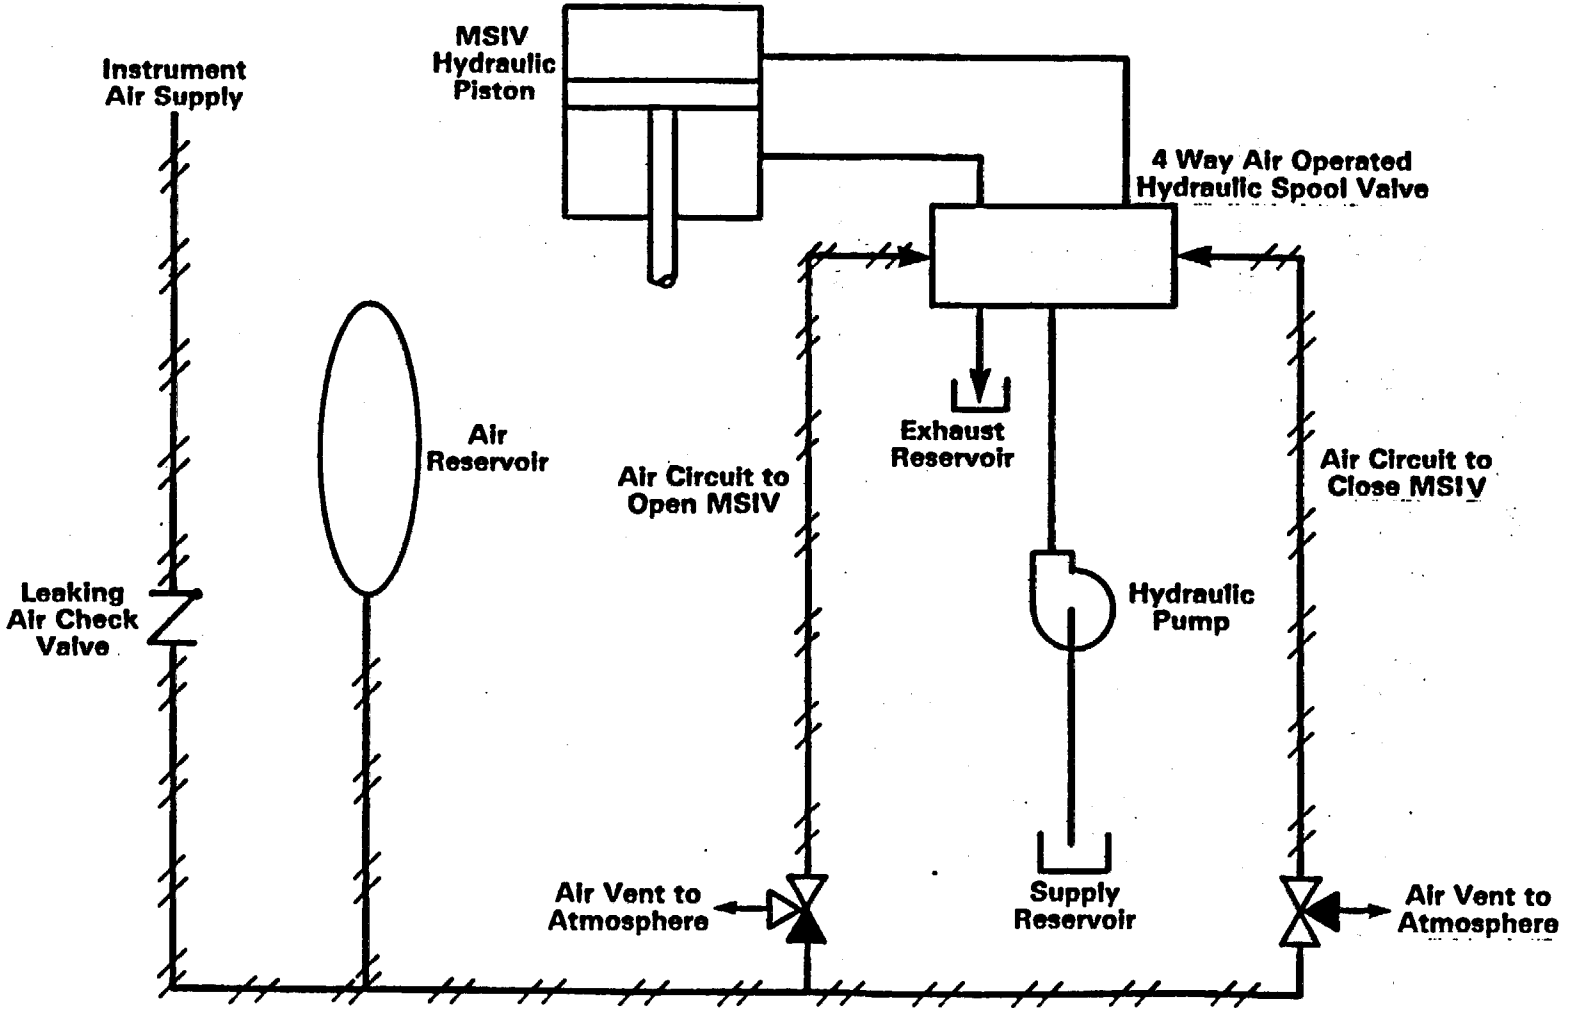 MSIV
Hydraulic
Piston
Instrument
Air Supply
4 Way Air Operated
Hydraulic Spool Valve
Air
Reservoir
Exhaust
Reservoir
Air Circuit to
Open MSIV
Air Circuit to
Close MSIV
Leaking
Air Check
Valve
Hydraulic
Pump
Air Vent to
Atmosphere
Supply
Reservoir
Air Vent to
Atmosphere